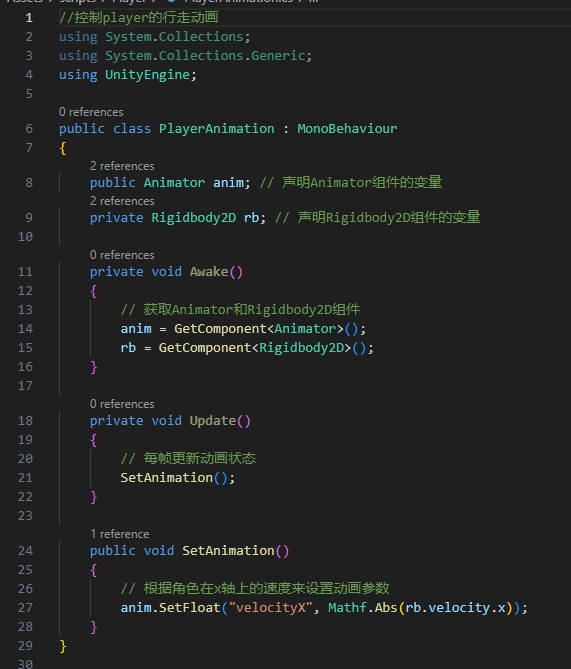 1 //控制player的行走动画
2 using System.Collections;
3 using System.Collections.Generic;
4 using UnityEngine;
5
0 references
6 public class PlayerAnimation : MonoBehaviour
7 {
2 references
8 public Animator anim; // 声明Animator组件的变量
2 references
9 private Rigidbody2D rb; // 声明Rigidbody2D组件的变量
10
0 references
11 private void Awake()
12 {
13 // 获取Animator和Rigidbody2D组件
14 anim = GetComponent<Animator>();
15 rb = GetComponent<Rigidbody2D>();
16 }
17
0 references
18 private void Update()
19 {
20 // 每帧更新动画状态
21 SetAnimation();
22 }
23
1 reference
24 public void SetAnimation()
25 {
26 // 根据角色在x轴上的速度来设置动画参数
27 anim.SetFloat("velocityX", Mathf.Abs(rb.velocity.x));
28 }
29 }
30